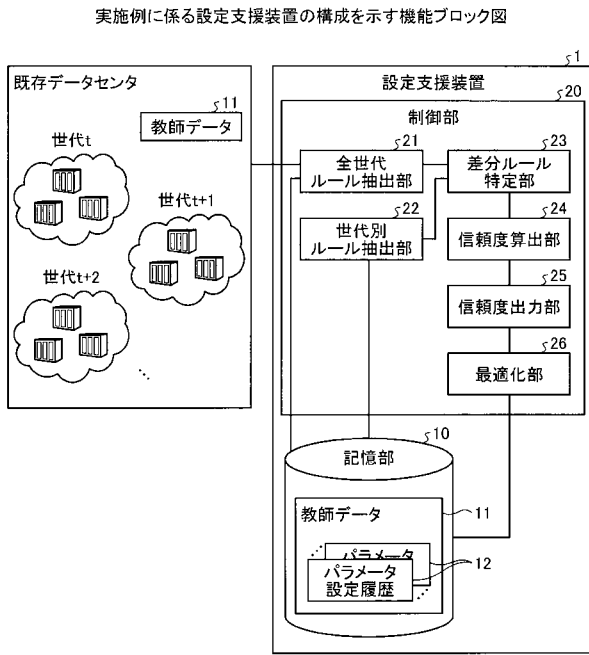 実施例に係る設定支援装置の構成を示す機能ブロック図
1
既存データセンタ
11
教師データ
世代t
世代t+1
世代t+2
設定支援装置
20
制御部
21
全世代
ルール抽出部
22
世代別
ルール抽出部
23
差分ルール
特定部
24
信頼度算出部
25
信頼度出力部
26
最適化部
10
記憶部
11
教師データ
パラメータ
12
パラメータ
設定履歴